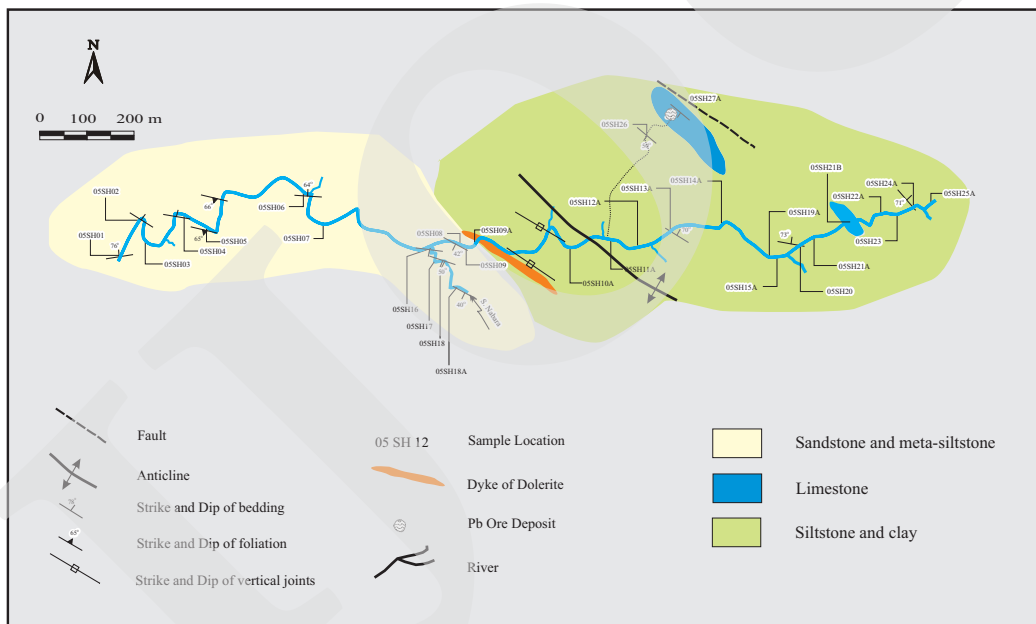 N
0 100 200 m
05SH27A
05SH26
58°
05SH21B
05SH14A
05SH13A
05SH24A
05SH22A
05SH25A
71°
05SH02
64°
66
05SH06
05SH12A
05SH19A
05SH01
76°
05SH05
65°
05SH04
05SH03
05SH07
05SH08
05SH09A
42°
05SH09
70°
73°
05SH23
05SH21A
05SH11A
05SH10A
05SH15A
05SH20
40°
S. Nabara
05SH16
05SH17
05SH18
05SH18A
Fault
Anticline
Strike and Dip of bedding
65°
Strike and Dip of foliation
Strike and Dip of vertical joints
05 SH 12
Sample Location
Dyke of Dolerite
Pb Ore Deposit
River
Sandstone and meta-siltstone
Limestone
Siltstone and clay